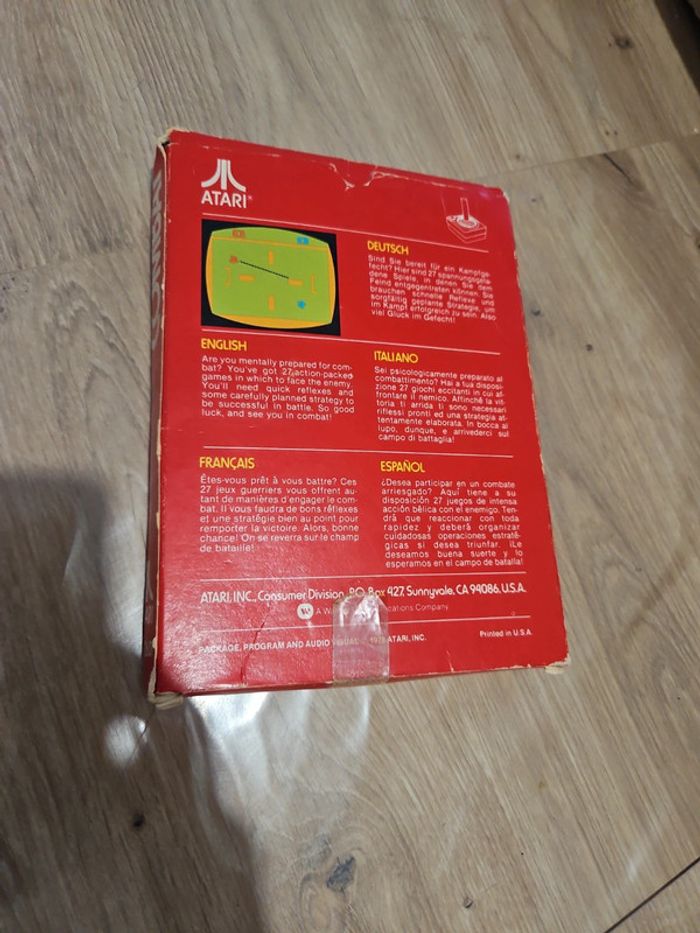 ATARI®
DEUTSCH
Sind Sie bereit für ein Kampfge-
fecht? Hier sind 27 spannungsgela-
dene Spiele, in denen Sie dem
Feind entgegentreten können. Sie
brauchen schnelle Reflexe und
sorgfältig geplante Strategie, um
im Kampf erfolgreich zu sein. Also
viel Glück im Gefecht!
ENGLISH
Are you mentally prepared for com-
bat? You've got 27 action-packed
games in which to face the enemy.
You'll need quick reflexes and
some carefully planned strategy to
be successful in battle. So good
luck, and see you in combat!
ITALIANO
Sei psicologicamente preparato al
combattimento? Hai a tua disposi-
zione 27 giochi eccitanti in cui af-
frontare il nemico. Affinchè la vit-
toria ti arrida ti sono necessari
riflessi pronti ed una strategia at-
tentamente elaborata. In bocca al
lupo, dunque, e arrivederci sul
campo di battaglia!
FRANÇAIS
Êtes-vous prêt à vous battre? Ces
27 jeux guerriers vous offrent au-
tant de manières d'engager le com-
bat. Il vous faudra de bons réflexes
et une stratégie bien au point pour
remporter la victoire. Alors, bonne
chance! On se reverra sur le champ
de bataille!
ESPAÑOL
¿Desea participar en un combate
arriesgado? Aquí tiene a su
disposición 27 juegos de intensa
acción bélica con el enemigo. Ten-
drá que reaccionar con toda
rapidez y deberá organizar
cuidadosas operaciones estraté-
gicas si desea triunfar. ¡Le
deseamos buena suerte y lo
esperamos en el campo de batalla!
ATARI, INC., Consumer Division, P.O. Box 427, Sunnyvale, CA 94086, U.S.A.
A Company
PACKAGE, PROGRAM AND AUDIO VISUAL ATARI, INC.
Printed in U.S.A.